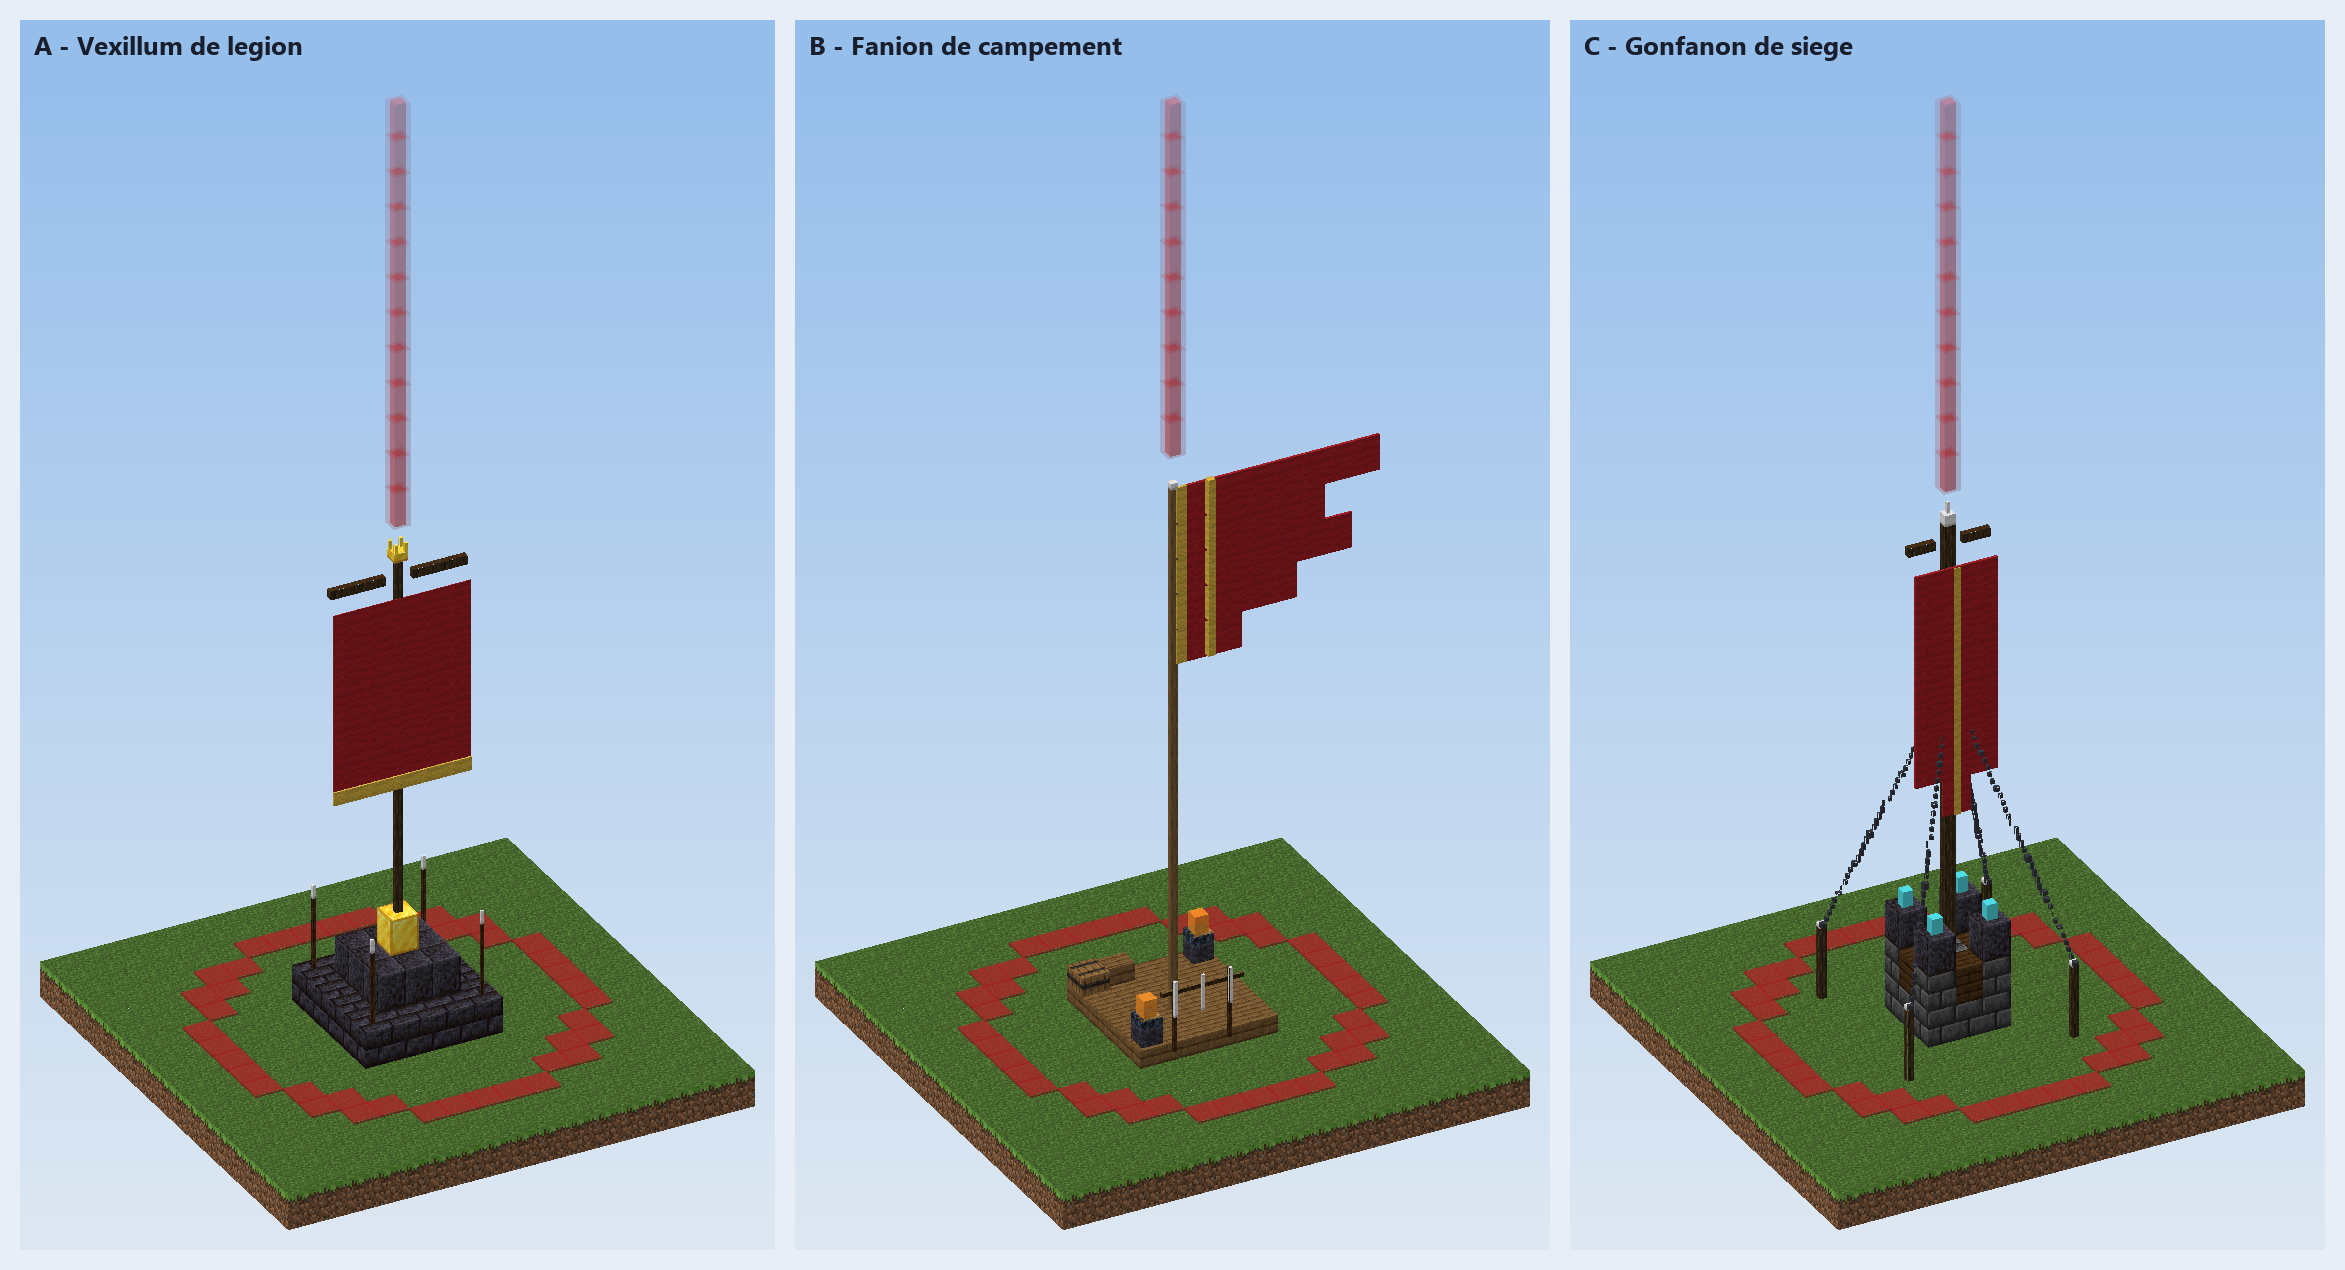 A - Vexillum de legion
B - Fanion de campement
C - Gonfanon de siege